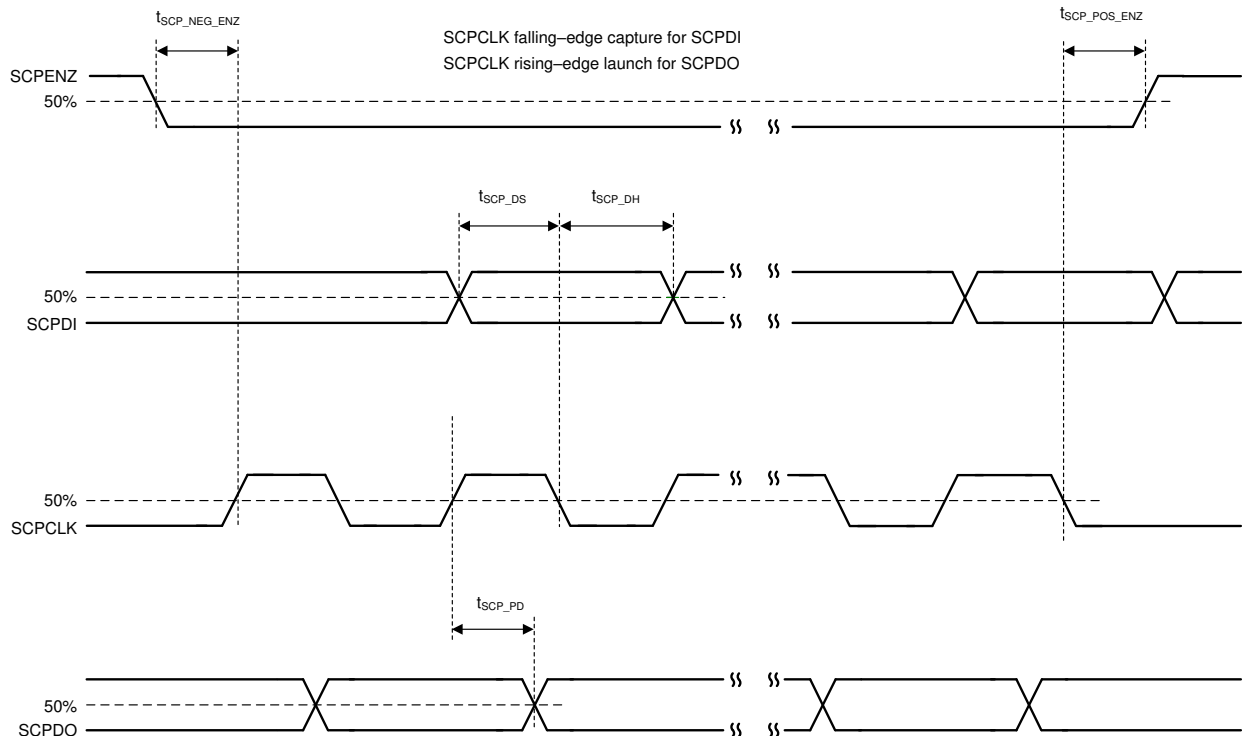 tSCP_NEG_ENZ
tSCP_POS_ENZ
SCPCLK falling–edge capture for SCPDI
SCPCLK rising–edge launch for SCPDO
SCPENZ
50%
tSCP_DS
tSCP_DH
50%
SCPDI
50%
SCPCLK
tSCP_PD
50%
SCPDO